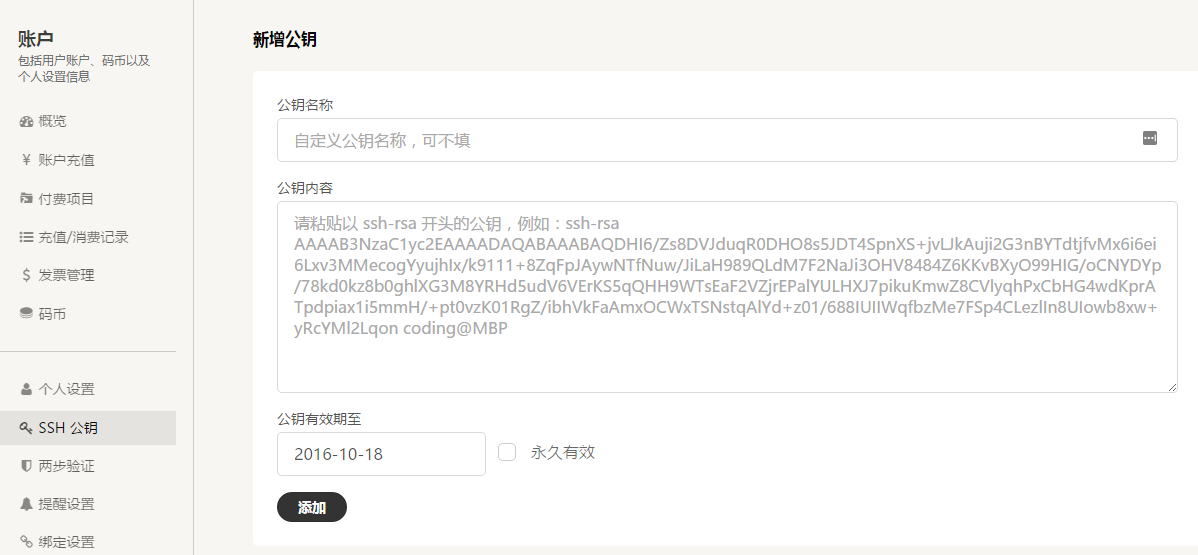 账户
包括用户账户、码币以及
个人设置信息
概览
¥ 账户充值
付费项目
充值/消费记录
$ 发票管理
码币
个人设置
SSH 公钥
两步验证
提醒设置
绑定设置
新增公钥
公钥名称
自定义公钥名称，可不填
公钥内容
请粘贴以 ssh-rsa 开头的公钥，例如：ssh-rsa
AAAAB3NzaC1yc2EAAAADAQABAAABAQDHI6/Zs8DVJduqR0DHO8s5JDT4SpnXS+jvLJkAuji2G3nBYTdtjfvMx6i6ei
6Lxv3MMecogYyujhIx/k9111+8ZqFpJAywNTfNuw/JiLaH989QLdM7F2NaJi3OHV8484Z6KKvBXyO99HIG/oCNYDYp
/78kd0kz8b0ghlXG3M8YRHd5udV6VErKS5qQHH9WTsEaF2VZjrEPalYULHXJ7pikuKmwZ8CVlyqhPxCbHG4wdKprA
Tpdpiax1i5mmH/+pt0vzK01RgZ/ibhVkFaAmxOCWxTSNstqAlYd+z01/688IUIIWqfbzMe7FSp4CLezlIn8UIowb8xw+
yRcYMl2Lqon coding@MBP
公钥有效期至
2016-10-18
永久有效
添加